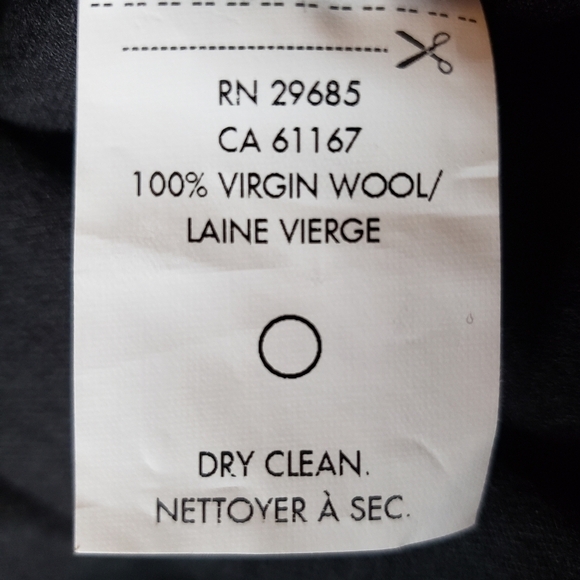 RN 29685
CA 61167
100% VIRGIN WOOL/
LAINE VIERGE
DRY CLEAN.
NETTOYER À SEC.